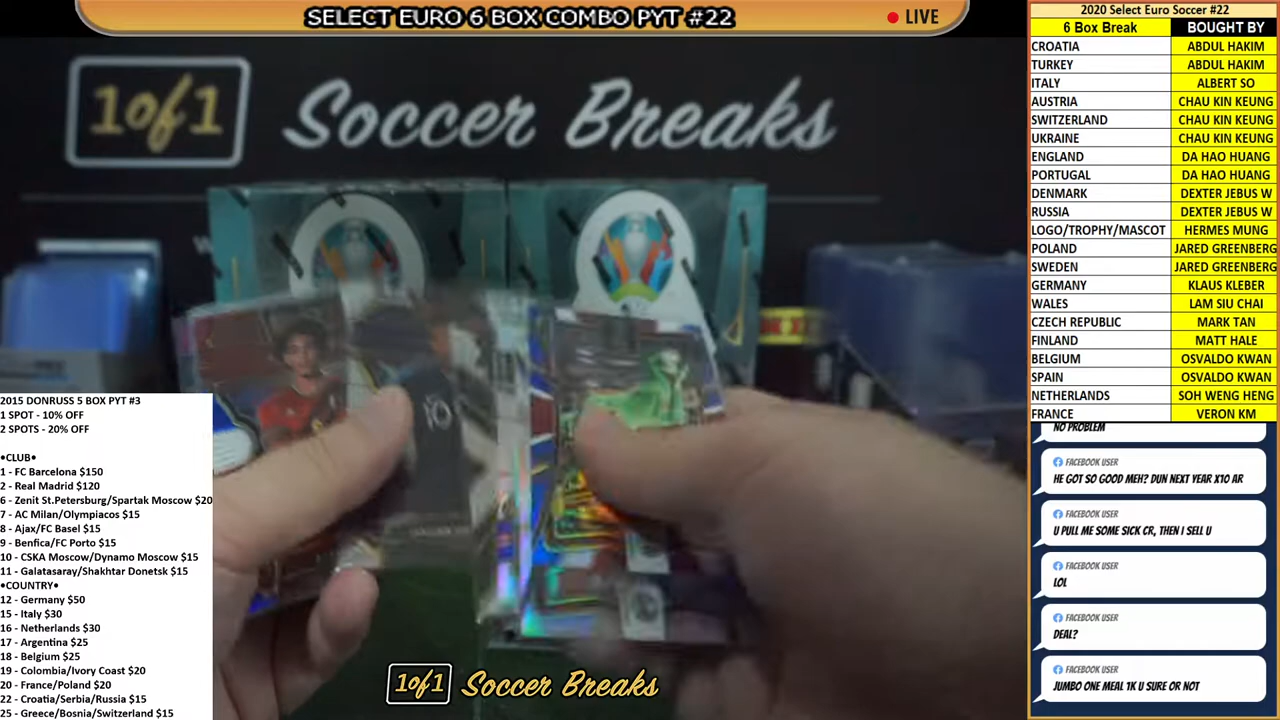 SELECT EURO 6 BOX COMBO PYT #22
LIVE
1of1 Soccer Breaks
2020 Select Euro Soccer #22
6 Box Break BOUGHT BY
CROATIA ABDUL HAKIM
TURKEY ABDUL HAKIM
ITALY ALBERT SO
AUSTRIA CHAU KIN KEUNG
SWITZERLAND CHAU KIN KEUNG
UKRAINE CHAU KIN KEUNG
ENGLAND DA HAO HUANG
PORTUGAL DA HAO HUANG
DENMARK DEXTER JEBUS W
RUSSIA DEXTER JEBUS W
LOGO/TROPHY/MASCOT HERMES MUNG
POLAND JARED GREENBERG
SWEDEN JARED GREENBERG
GERMANY KLAUS KLEBER
WALES LAM SIU CHAI
CZECH REPUBLIC MARK TAN
FINLAND MATT HALE
BELGIUM OSVALDO KWAN
SPAIN OSVALDO KWAN
NETHERLANDS SOH WENG HENG
FRANCE VERON KM
NO PROBLEM
FACEBOOK USER
HE GOT SO GOOD MEH? DUN NEXT YEAR X10 AR
FACEBOOK USER
U PULL ME SOME SICK CR, THEN I SELL U
FACEBOOK USER
LOL
FACEBOOK USER
DEAL?
FACEBOOK USER
JUMBO ONE MEAL 1K U SURE OR NOT
2015 DONRUSS 5 BOX PYT #3
1 SPOT - 10% OFF
2 SPOTS - 20% OFF
•CLUB•
1 - FC Barcelona $150
2 - Real Madrid $120
6 - Zenit St.Petersburg/Spartak Moscow $20
7 - AC Milan/Olympiacos $15
8 - Ajax/FC Basel $15
9 - Benfica/FC Porto $15
10 - CSKA Moscow/Dynamo Moscow $15
11 - Galatasaray/Shakhtar Donetsk $15
•COUNTRY•
12 - Germany $50
15 - Italy $30
16 - Netherlands $30
17 - Argentina $25
18 - Belgium $25
19 - Colombia/Ivory Coast $20
20 - France/Poland $20
22 - Croatia/Serbia/Russia $15
25 - Greece/Bosnia/Switzerland $15
10
1of1 Soccer Breaks